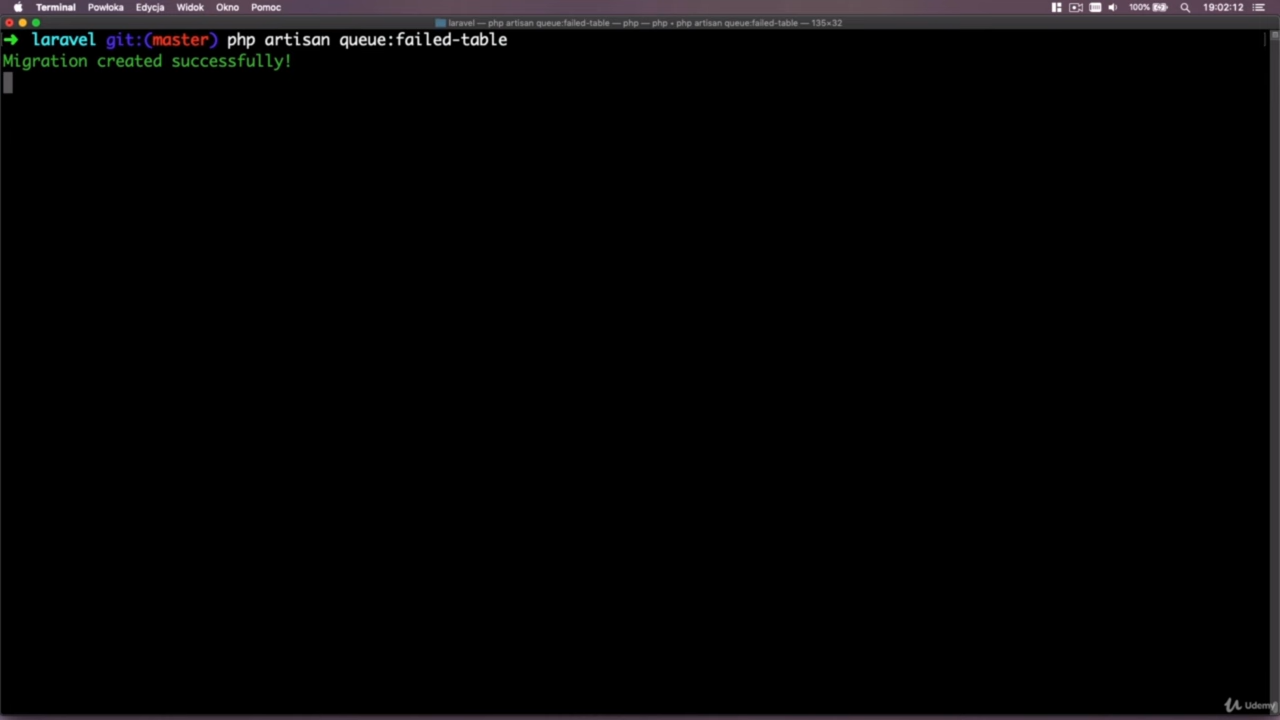 Terminal Powłoka Edycja Widok Okno Pomoc 100% 19:02:12
laravel — php artisan queue:failed-table — php — php ◂ php artisan queue:failed-table — 135×32
➜ laravel git:(master) php artisan queue:failed-table
Migration created successfully!
Udemy